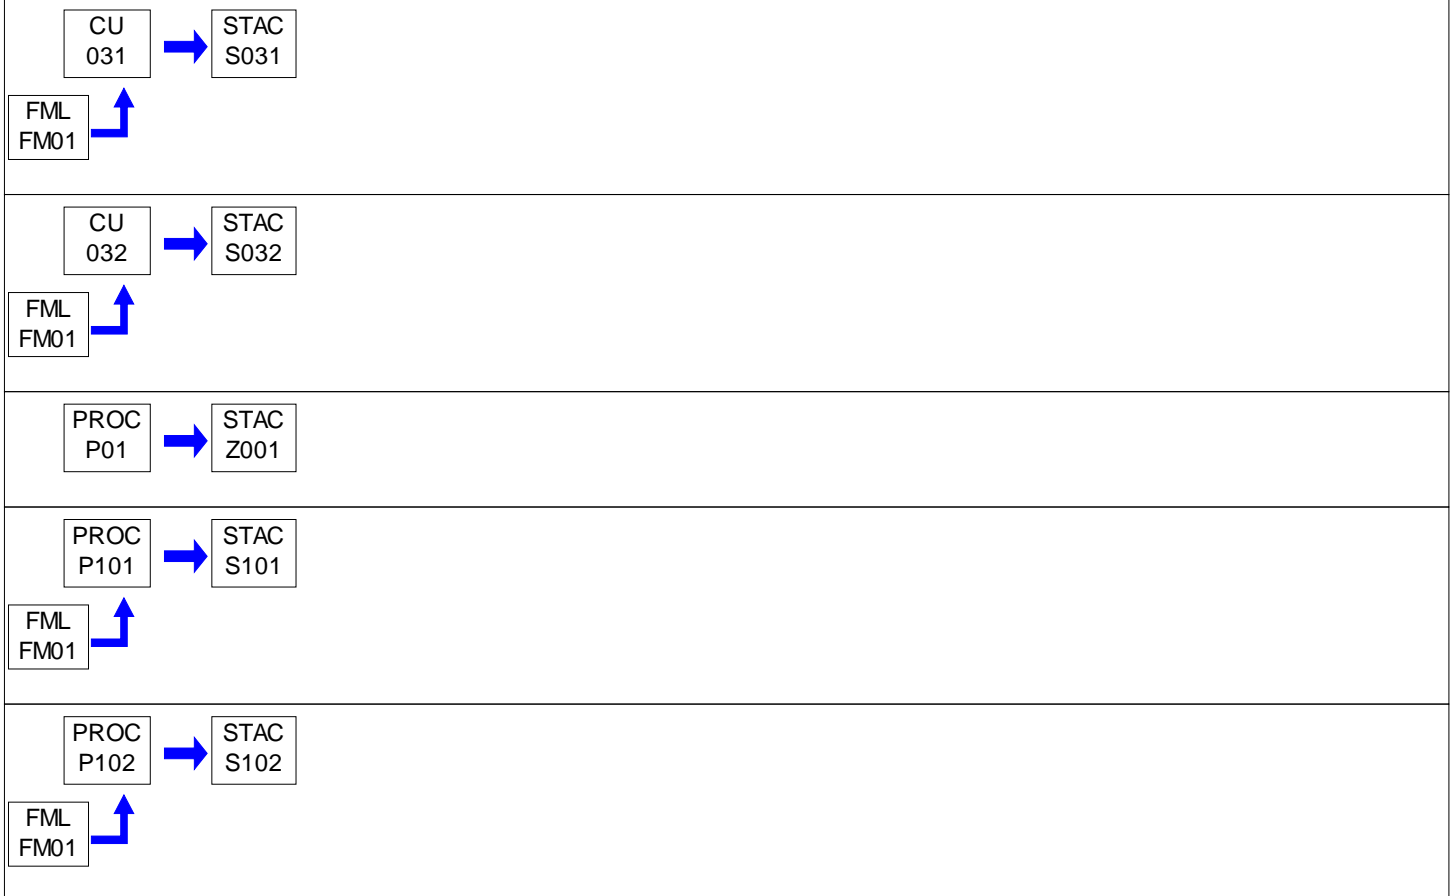 CU
031
STAC
S031
FML
FM01
CU
032
STAC
S032
FML
FM01
PROC
P01
STAC
Z001
PROC
P101
STAC
S101
FML
FM01
PROC
P102
STAC
S102
FML
FM01